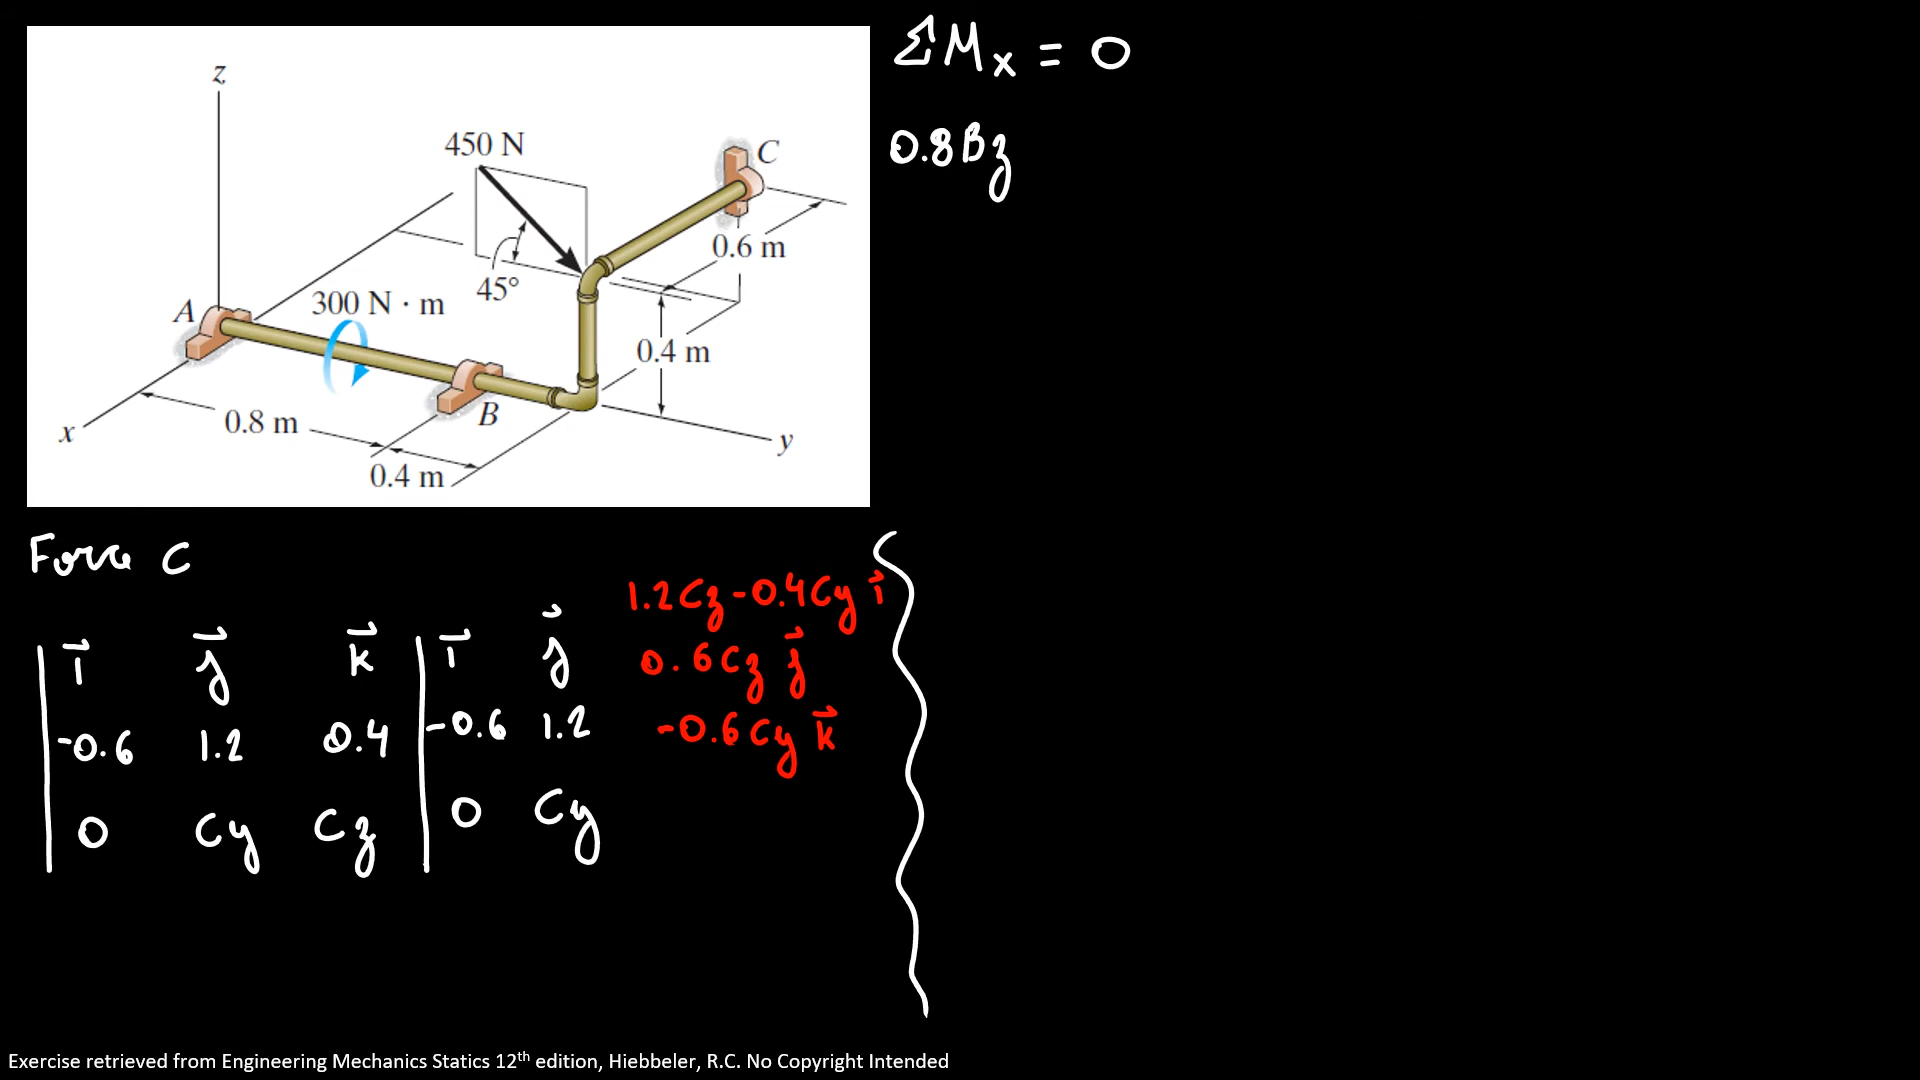 z
450 N
C
0.6 m
A
300 N · m
45°
0.4 m
B
0.8 m
x
y
0.4 m
ΣMx = 0
0.8Bz
Force C
i⃗ j⃗ k⃗ i⃗ j⃗
-0.6 1.2 0.4 -0.6 1.2
0 Cy Cz 0 Cy
1.2Cz-0.4Cy i⃗
0.6Cz j⃗
-0.6Cy k⃗
Exercise retrieved from Engineering Mechanics Statics 12th edition, Hiebbeler, R.C. No Copyright Intended